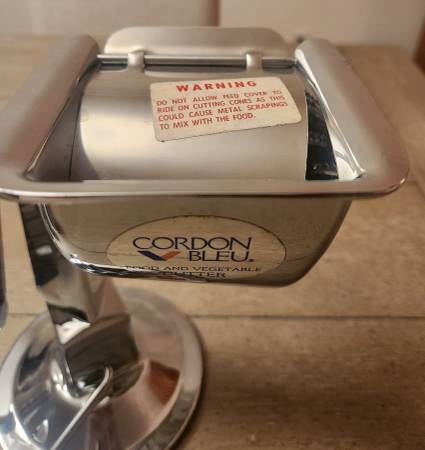 WARNING
DO NOT ALLOW FEED COVER TO
RIDE ON CUTTING CONES AS THIS
COULD CAUSE METAL SCRAPINGS
TO MIX WITH THE FOOD.
CORDON
BLEU®
FOOD AND VEGETABLE
CUTTER